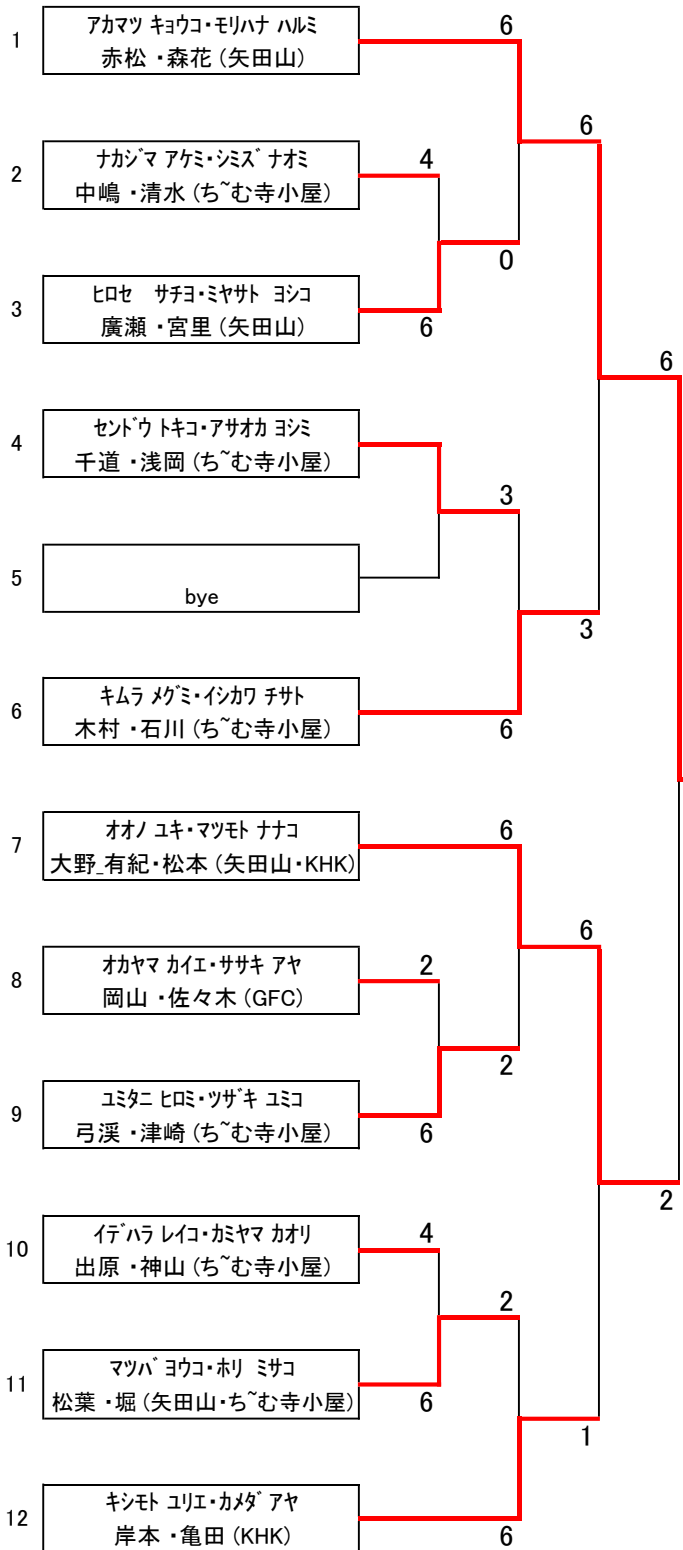 アカマツ キョウコ・モリハナ ハルミ
6
1
赤松 ・森花 (矢田山)
6
ナカジマ アケミ・シミズ ナオミ
4
2
中嶋 ・清水 (ち~む寺小屋)
0
ヒロセ　サチヨ・ミヤサト ヨシコ
3
廣瀬 ・宮里 (矢田山)
6
6
センドウ トキコ・アサオカ ヨシミ
4
千道 ・浅岡 (ち~む寺小屋)
3
5
bye
3
キムラ メグミ・イシカワ チサト
6
木村 ・石川 (ち~む寺小屋)
6
オオノ ユキ・マツモト ナナコ
6
7
大野_有紀・松本 (矢田山・KHK)
6
オカヤマ カイエ・ササキ アヤ
2
8
岡山 ・佐々木 (GFC)
2
ユミタニ ヒロミ・ツザキ ユミコ
9
弓渓 ・津崎 (ち~む寺小屋)
6
2
イデハラ レイコ・カミヤマ カオリ
4
10
出原 ・神山 (ち~む寺小屋)
2
マツバ ヨウコ・ホリ ミサコ
11
松葉 ・堀 (矢田山・ち~む寺小屋)
6
1
キシモト ユリエ・カメダ アヤ
12
岸本 ・亀田 (KHK)
6